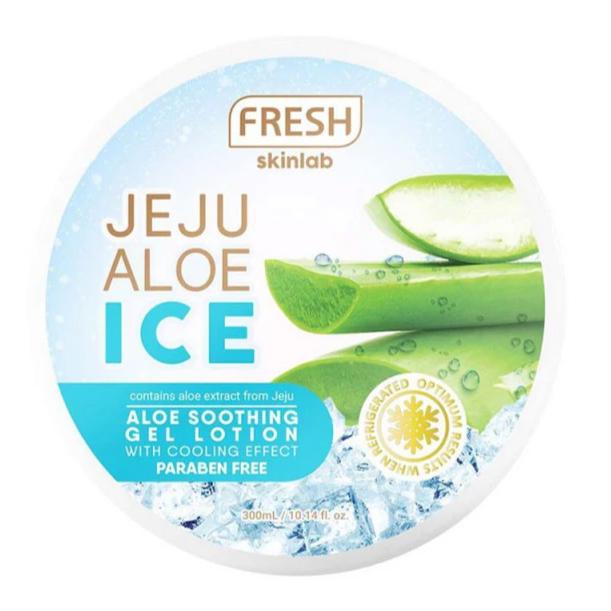 FRESH
skinlab
JEJU
ALOE
ICE
contains aloe extract from Jeju
ALOE SOOTHING
GEL LOTION
WITH COOLING EFFECT
PARABEN FREE
OPTIMUM RESULTS WHEN REFRIGERATED
300mL / 10.14 fl. oz.